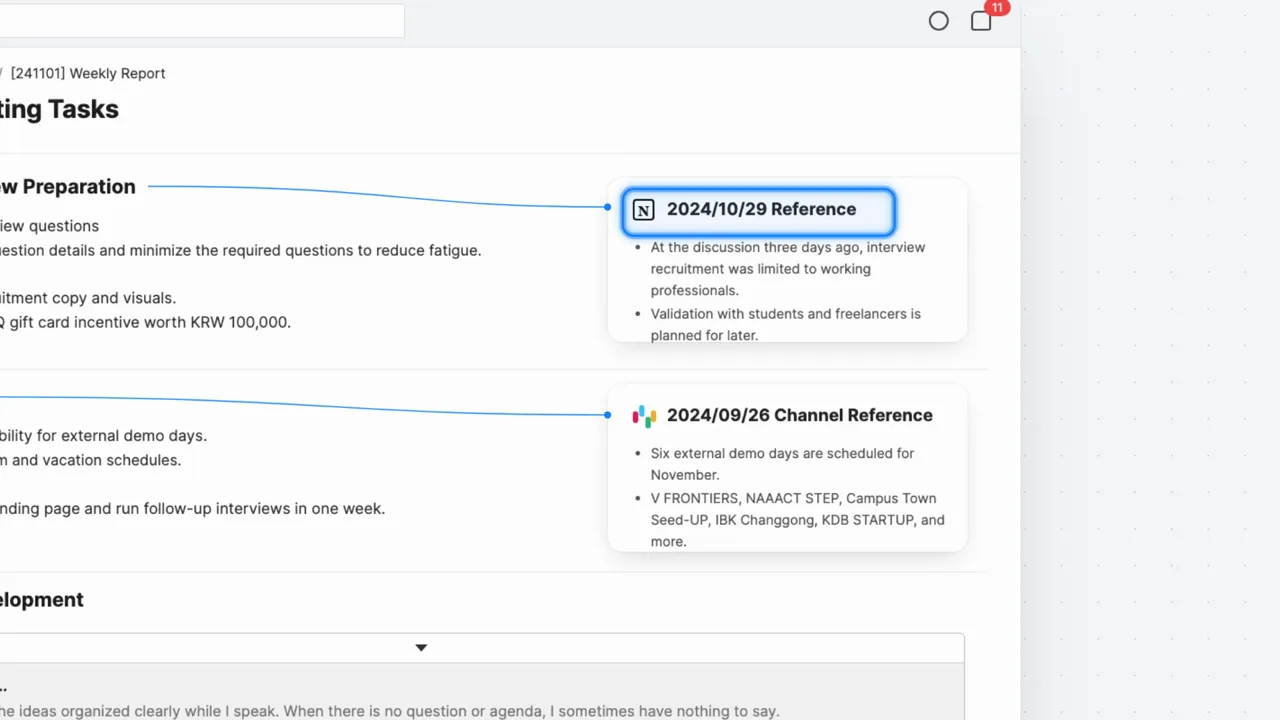 11
/ [241101] Weekly Report
ting Tasks
ew Preparation
iew questions
estion details and minimize the required questions to reduce fatigue.
uitment copy and visuals.
Q gift card incentive worth KRW 100,000.
N 2024/10/29 Reference
• At the discussion three days ago, interview
recruitment was limited to working
professionals.
• Validation with students and freelancers is
planned for later.
bility for external demo days.
m and vacation schedules.
nding page and run follow-up interviews in one week.
2024/09/26 Channel Reference
• Six external demo days are scheduled for
November.
• V FRONTIERS, NAAACT STEP, Campus Town
Seed-UP, IBK Changgong, KDB STARTUP, and
more.
elopment
..
he ideas organized clearly while I speak. When there is no question or agenda, I sometimes have nothing to say.